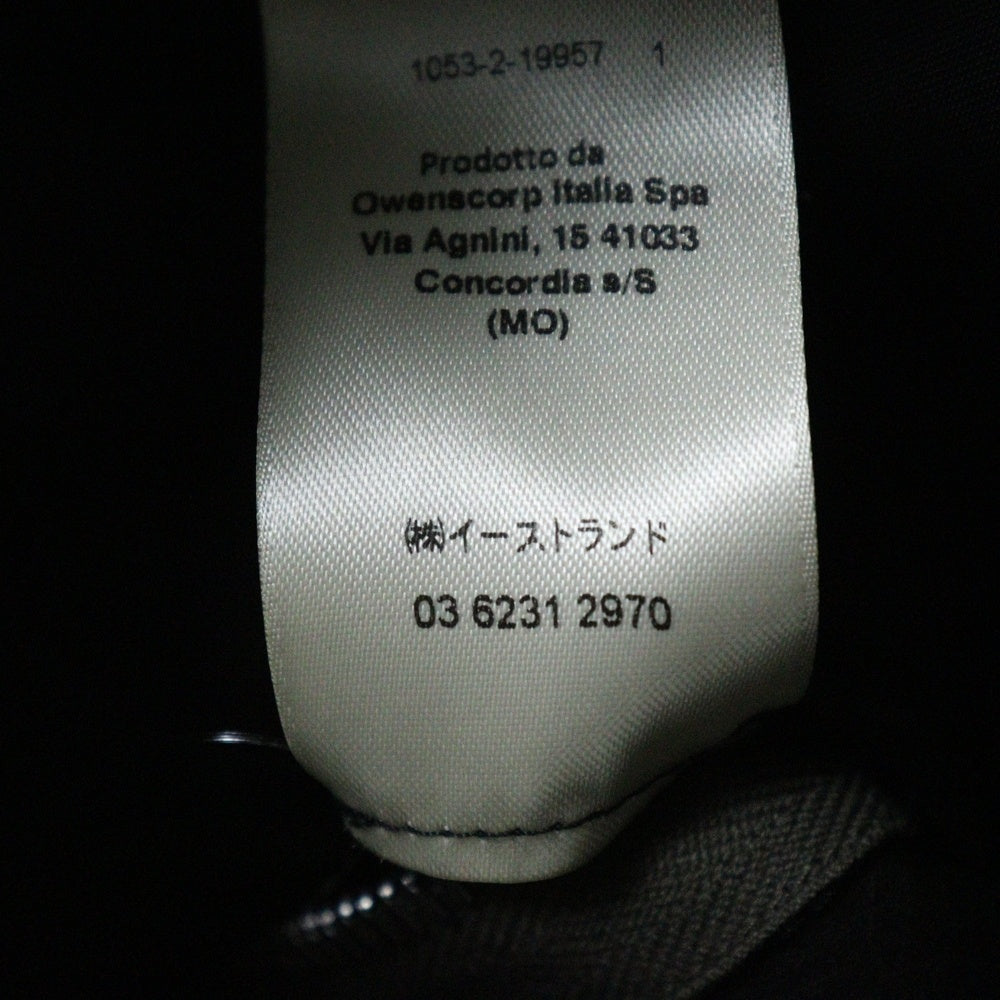 1053-2-19957 1
Prodotto da
Owenscorp Italia Spa
Via Agnini, 15 41033
Concordia s/S
(MO)
㈱イーストランド
03 6231 2970